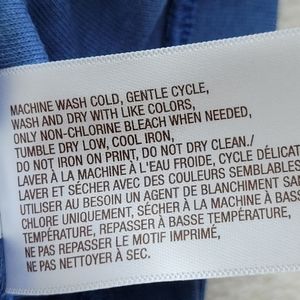 MACHINE WASH COLD, GENTLE CYCLE,
WASH AND DRY WITH LIKE COLORS,
ONLY NON-CHLORINE BLEACH WHEN NEEDED,
TUMBLE DRY LOW, COOL IRON,
DO NOT IRON ON PRINT, DO NOT DRY CLEAN./
LAVER À LA MACHINE À L'EAU FROIDE, CYCLE DÉLICAT
LAVER ET SÉCHER AVEC DES COULEURS SEMBLABLES
UTILISER AU BESOIN UN AGENT DE BLANCHIMENT SAN
CHLORE UNIQUEMENT, SÉCHER À LA MACHINE À BASS
TEMPÉRATURE, REPASSER À BASSE TEMPÉRATURE,
NE PAS REPASSER LE MOTIF IMPRIMÉ,
NE PAS NETTOYER À SEC.